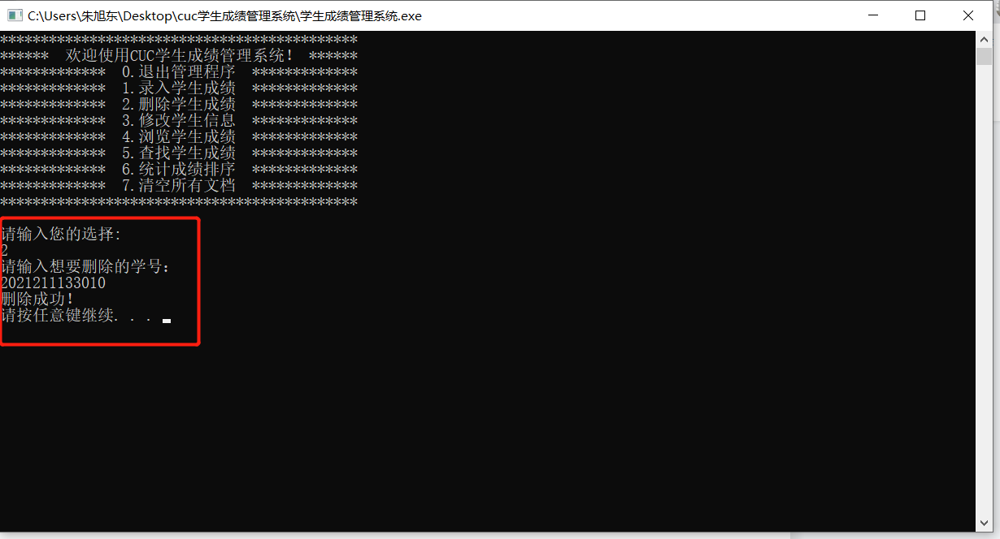 C:\Users\朱旭东\Desktop\cuc学生成绩管理系统\学生成绩管理系统.exe
********************************************
******  欢迎使用CUC学生成绩管理系统!  ******
*************  0.退出管理程序  *************
*************  1.录入学生成绩  *************
*************  2.删除学生成绩  *************
*************  3.修改学生信息  *************
*************  4.浏览学生成绩  *************
*************  5.查找学生成绩  *************
*************  6.统计成绩排序  *************
*************  7.清空所有文档  *************
********************************************
请输入您的选择:
2
请输入想要删除的学号:
2021211133010
删除成功!
请按任意键继续. . .